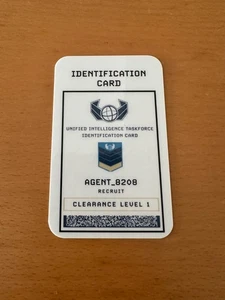 IDENTIFICATION
CARD
UNIFIED INTELLIGENCE TASKFORCE
IDENTIFICATION CARD
AGENT_8208
RECRUIT
CLEARANCE LEVEL 1